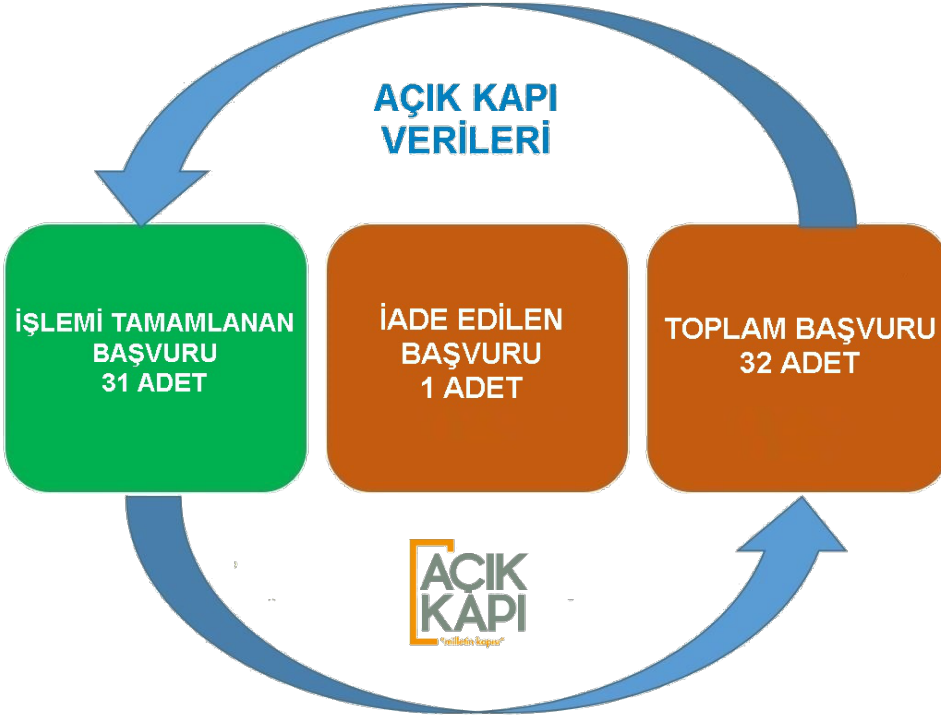 AÇIK KAPI
VERİLERİ
İŞLEMİ TAMAMLANAN
BAŞVURU
31 ADET
İADE EDİLEN
BAŞVURU
1 ADET
TOPLAM BAŞVURU
32 ADET
AÇIK
KAPI
"milletin kapısı"